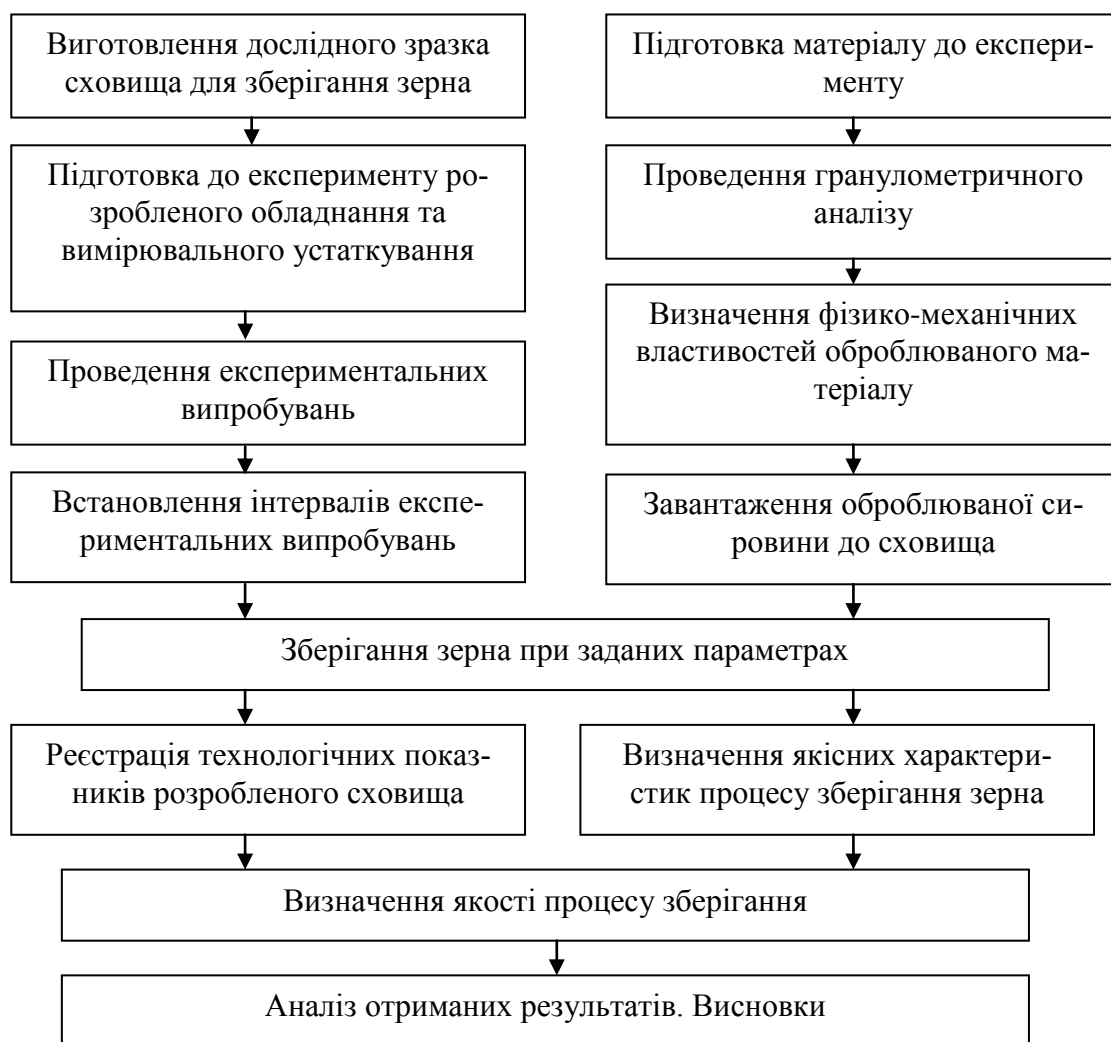 Виготовлення дослідного зразка
сховища для зберігання зерна
Підготовка до експерименту ро-
зробленого обладнання та
вимірювального устаткування
Проведення експериментальних
випробувань
Встановлення інтервалів експе-
риментальних випробувань
Підготовка матеріалу до експери-
менту
Проведення гранулометричного
аналізу
Визначення фізико-механічних
властивостей оброблюваного ма-
теріалу
Завантаження оброблюваної си-
ровини до сховища
Зберігання зерна при заданих параметрах
Реєстрація технологічних показ-
ників розробленого сховища
Визначення якісних характери-
стик процесу зберігання зерна
Визначення якості процесу зберігання
Аналіз отриманих результатів. Висновки